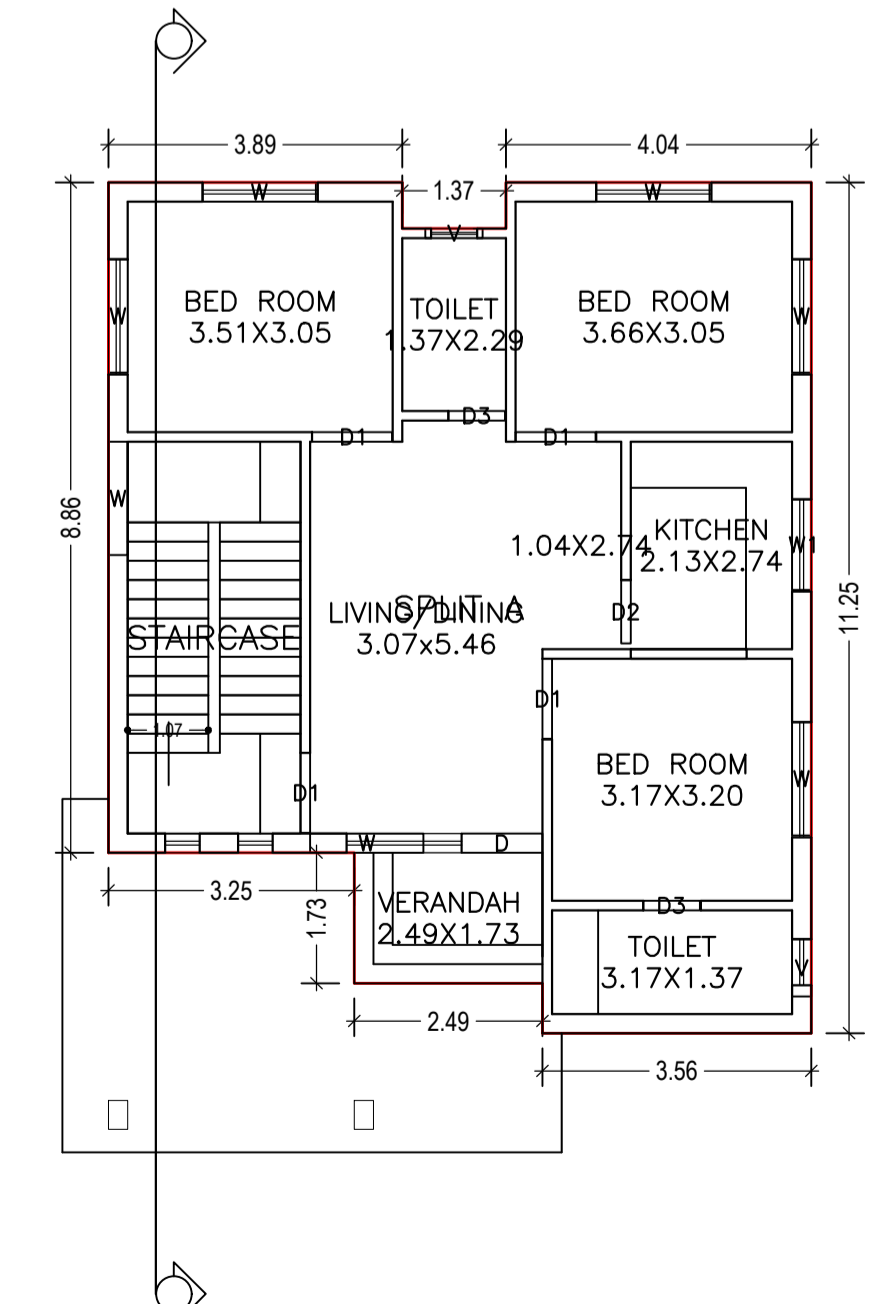 3.89
4.04
1.37
W
W
V
BED ROOM
3.51X3.05
TOILET
1.37X2.29
BED ROOM
3.66X3.05
W
W
D3
D1
D1
8.86
W
1.04X2.74
KITCHEN
2.13X2.74
W1
11.25
SPLIT A
LIVING/DINING
3.07x5.46
D2
STAIRCASE
D1
1.07
BED ROOM
3.17X3.20
W
D1
W
D
3.25
1.73
VERANDAH
2.49X1.73
D3
TOILET
3.17X1.37
V
2.49
3.56